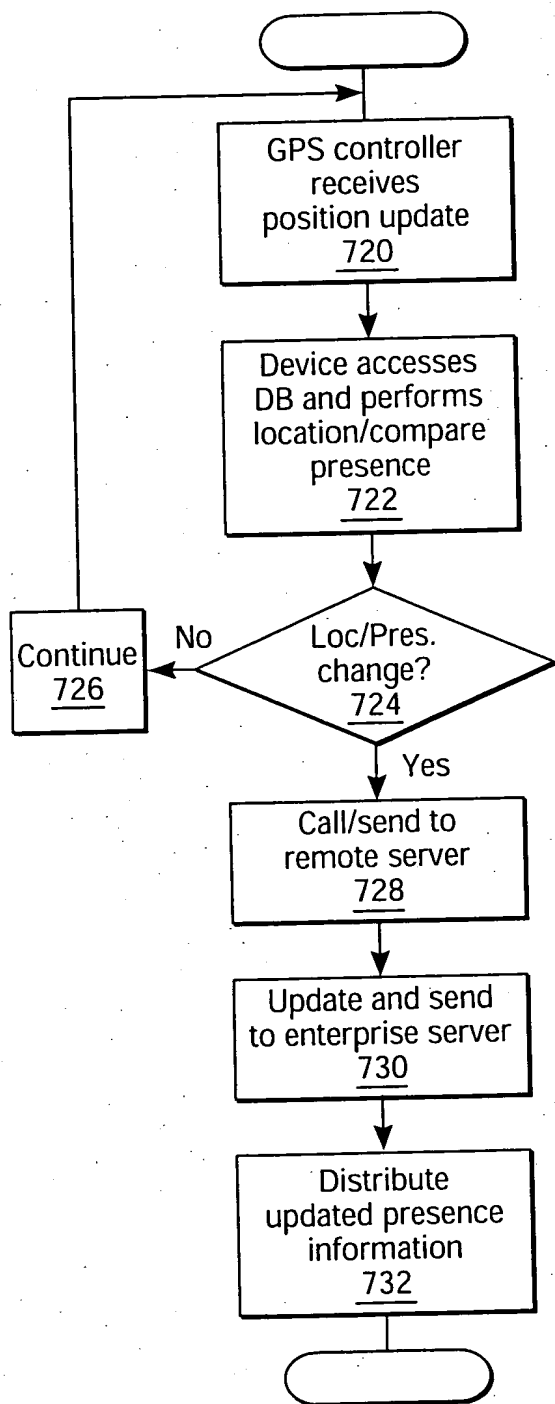 GPS controller
receives
position update
720
Device accesses
DB and performs
location/compare
presence
722
Loc/Pres.
change?
724
No
Continue
726
Yes
Call/send to
remote server
728
Update and send
to enterprise server
730
Distribute
updated presence
information
732